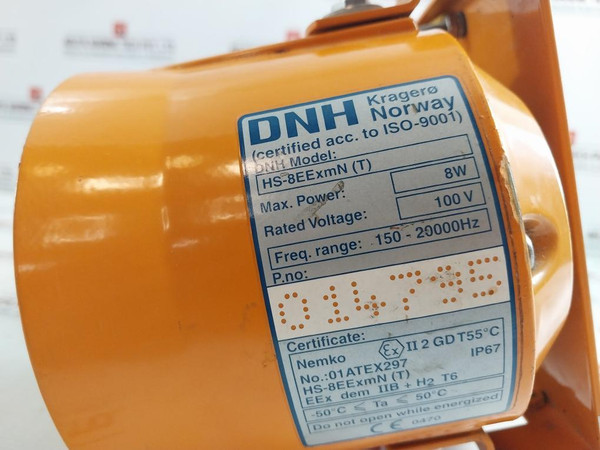 DNH Kragerø Norway
(certified acc. to ISO-9001)
DNH Model:
HS-8EExmN (T)
Max. Power: 8W
Rated Voltage: 100 V
Freq. range: 150 - 20000Hz
P.no:
014795
Certificate:
Nemko Ex II 2 GD T55°C
No.:01ATEX297 IP67
HS-8EExmN (T)
EEx dem IIB + H2 T6
-50°C ≤ Ta ≤ 50°C
Do not open while energized
CE 0470